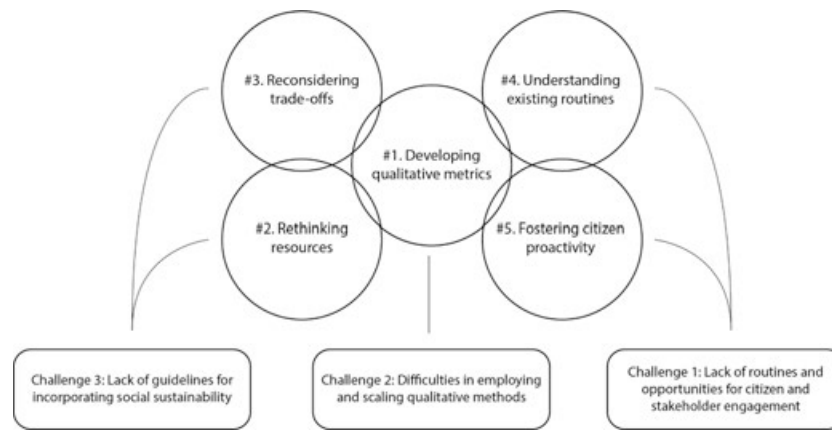 #3. Reconsidering
trade-offs
#4. Understanding
existing routines
#1. Developing
qualitative metrics
#2. Rethinking
resources
#5. Fostering citizen
proactivity
Challenge 3: Lack of guidelines for
incorporating social sustainability
Challenge 2: Difficulties in employing
and scaling qualitative methods
Challenge 1: Lack of routines and
opportunities for citizen and
stakeholder engagement